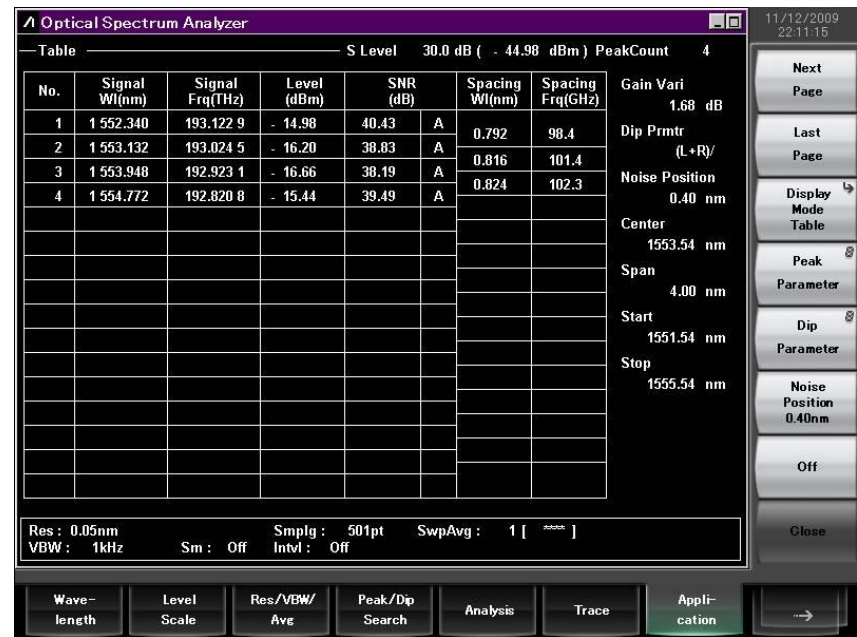 Optical Spectrum Analyzer
11/12/2009
22:11:15
Table S Level 30.0 dB ( - 44.98 dBm ) PeakCount 4
No. Signal Wl(nm) Signal Frq(THz) Level (dBm) SNR (dB) Spacing Wl(nm) Spacing Frq(GHz)
1 1 552.340 193.122 9 - 14.98 40.43 A
0.792 98.4
2 1 553.132 193.024 5 - 16.20 38.83 A
0.816 101.4
3 1 553.948 192.923 1 - 16.66 38.19 A
0.824 102.3
4 1 554.772 192.820 8 - 15.44 39.49 A
Gain Vari
1.68 dB
Dip Prmtr
(L+R)/
Noise Position
0.40 nm
Center
1553.54 nm
Span
4.00 nm
Start
1551.54 nm
Stop
1555.54 nm
Res : 0.05nm Smplg : 501pt SwpAvg : 1 [ **** ]
VBW : 1kHz Sm : Off Intvl : Off
Next
Page
Last
Page
Display
Mode
Table
Peak
Parameter
Dip
Parameter
Noise
Position
0.40nm
Off
Close
Wave-
length
Level
Scale
Res/VBW/
Avg
Peak/Dip
Search
Analysis
Trace
Appli-
cation
→